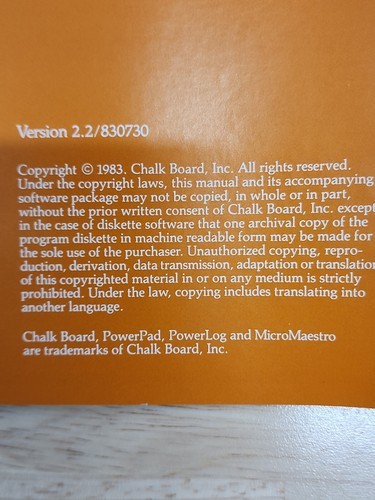 Version 2.2/830730
Copyright © 1983. Chalk Board, Inc. All rights reserved.
Under the copyright laws, this manual and its accompanying
software package may not be copied, in whole or in part,
without the prior written consent of Chalk Board, Inc. except
in the case of diskette software that one archival copy of the
program diskette in machine readable form may be made for
the sole use of the purchaser. Unauthorized copying, repro-
duction, derivation, data transmission, adaptation or translation
of this copyrighted material in or on any medium is strictly
prohibited. Under the law, copying includes translating into
another language.
Chalk Board, PowerPad, PowerLog and MicroMaestro
are trademarks of Chalk Board, Inc.